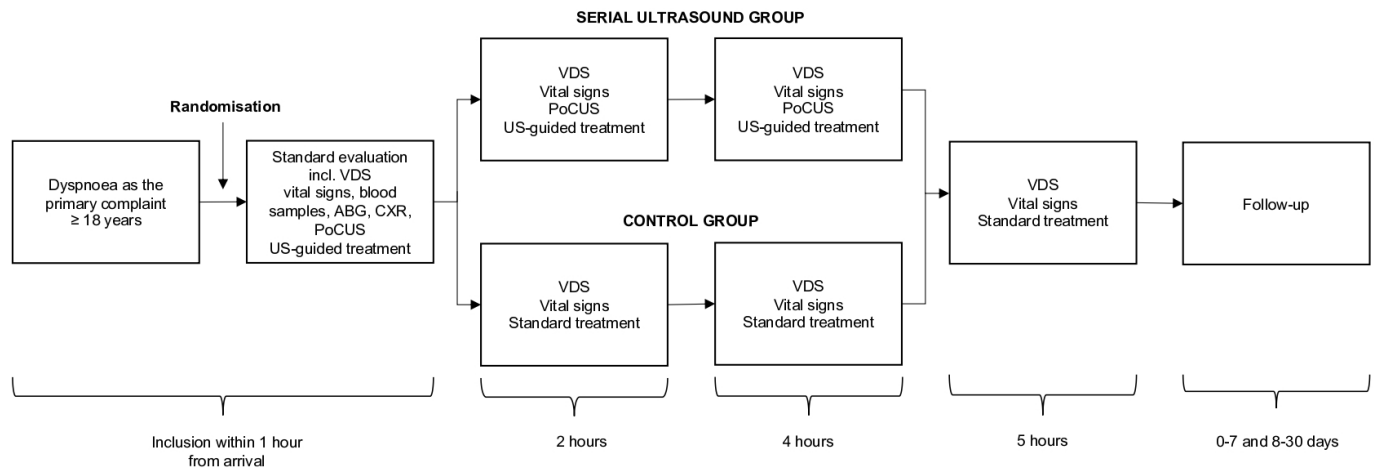 SERIAL ULTRASOUND GROUP
Randomisation
Dyspnoea as the
primary complaint
≥ 18 years
Standard evaluation
incl. VDS
vital signs, blood
samples, ABG, CXR,
PoCUS
US-guided treatment
VDS
Vital signs
PoCUS
US-guided treatment
VDS
Vital signs
PoCUS
US-guided treatment
CONTROL GROUP
VDS
Vital signs
Standard treatment
VDS
Vital signs
Standard treatment
VDS
Vital signs
Standard treatment
Follow-up
Inclusion within 1 hour
from arrival
2 hours
4 hours
5 hours
0-7 and 8-30 days